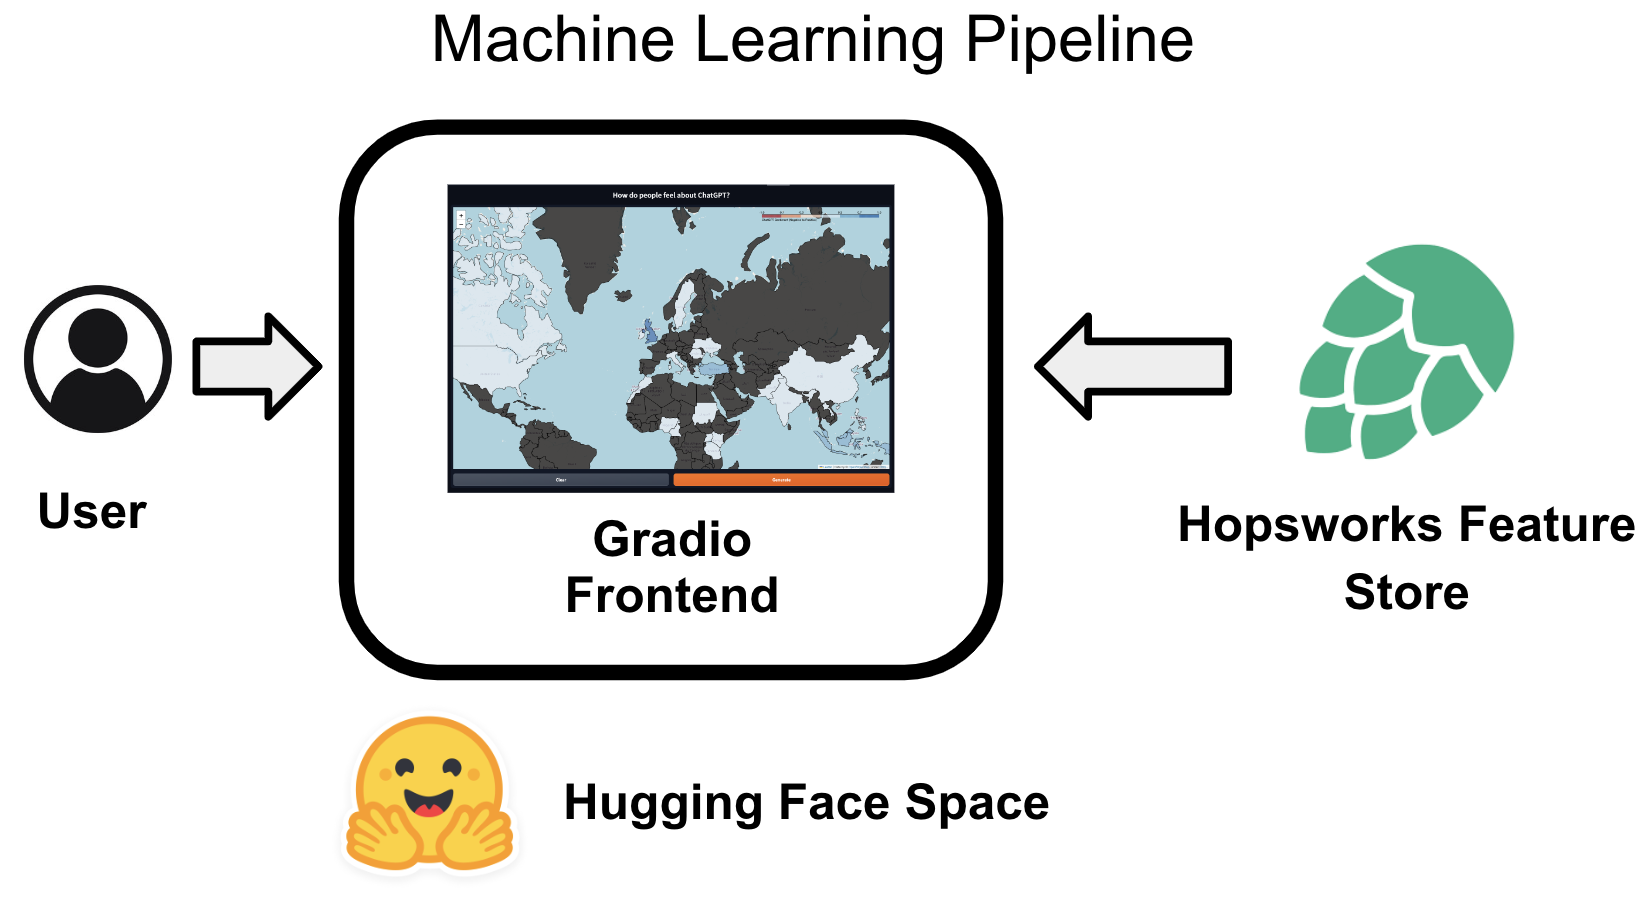 Machine Learning Pipeline
How do people feel about ChatGPT?
Clear
Generate
User
Gradio
Frontend
Hopsworks Feature
Store
Hugging Face Space